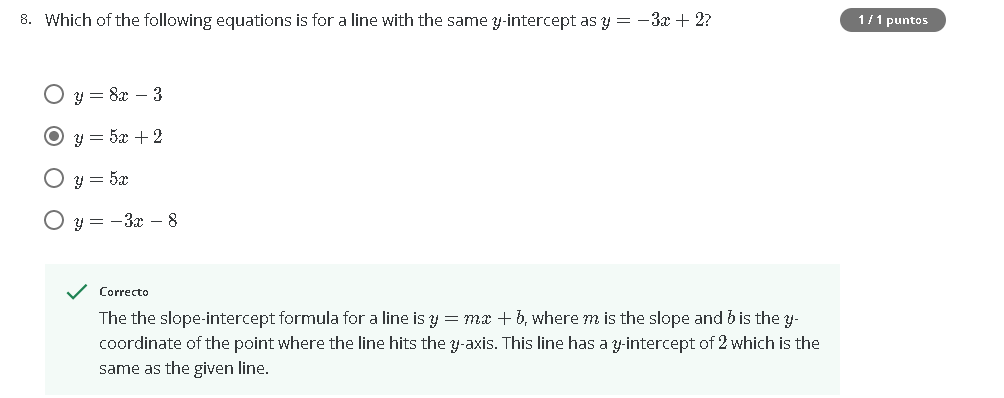 8. Which of the following equations is for a line with the same y-intercept as y = −3x + 2?
1 / 1 puntos
y = 8x − 3
y = 5x + 2
y = 5x
y = −3x − 8
Correcto
The the slope-intercept formula for a line is y = mx + b, where m is the slope and b is the y-
coordinate of the point where the line hits the y-axis. This line has a y-intercept of 2 which is the
same as the given line.